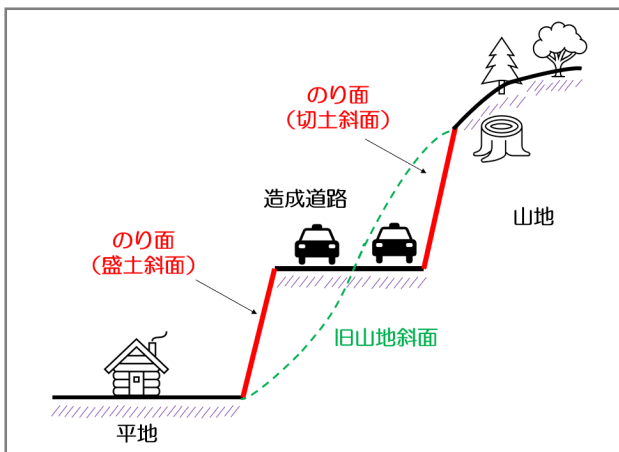 のり面
（切土斜面）
造成道路
山地
のり面
（盛土斜面）
旧山地斜面
平地